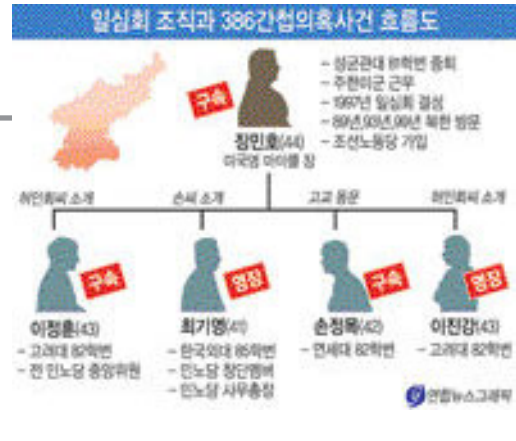 일심회 조직과 386간첩의혹사건 흐름도
구속
- 성균관대 81학번 중퇴
- 주한미군 근무
- 1997년 일심회 결성
- 89년,93년,99년 북한 방문
- 조선노동당 가입
장민호(44)
미국명 마이클 장
허인회씨 소개
손씨 소개
고교 동문
허인회씨 소개
구속
영장
구속
영장
이정훈(43)
- 고려대 82학번
- 전 민노당 중앙위원
최기영(41)
- 한국외대 85학번
- 민노당 창단멤버
- 민노당 사무총장
손정목(42)
- 연세대 82학번
이진강(43)
- 고려대 82학번
연합뉴스그래픽